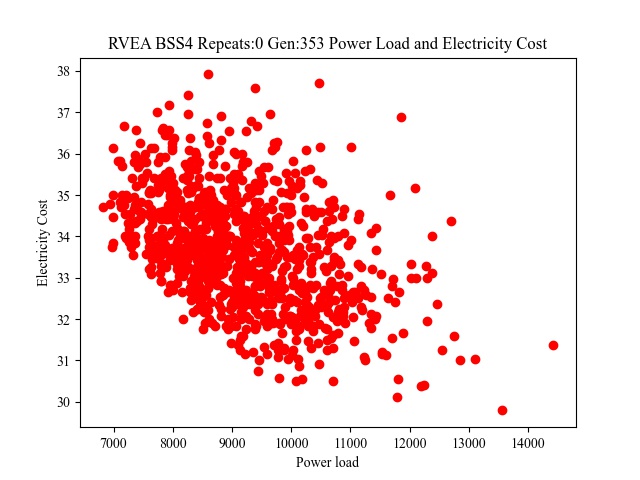 RVEA BSS4 Repeats:0 Gen:353 Power Load and Electricity Cost
38
37
36
35
34
33
32
31
30
Electricity Cost
7000 8000 9000 10000 11000 12000 13000 14000
Power load